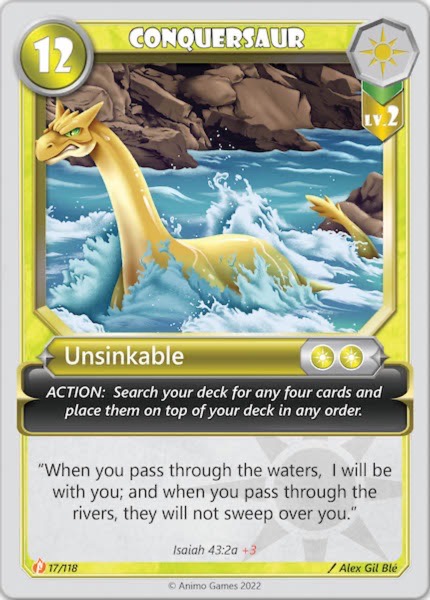 CONQUERSAUR
12
LV.2
Unsinkable
ACTION: Search your deck for any four cards and
place them on top of your deck in any order.
“When you pass through the waters, I will be
with you; and when you pass through the
rivers, they will not sweep over you.”
Isaiah 43:2a +3
17/118
Alex Gil Blé
© Animo Games 2022